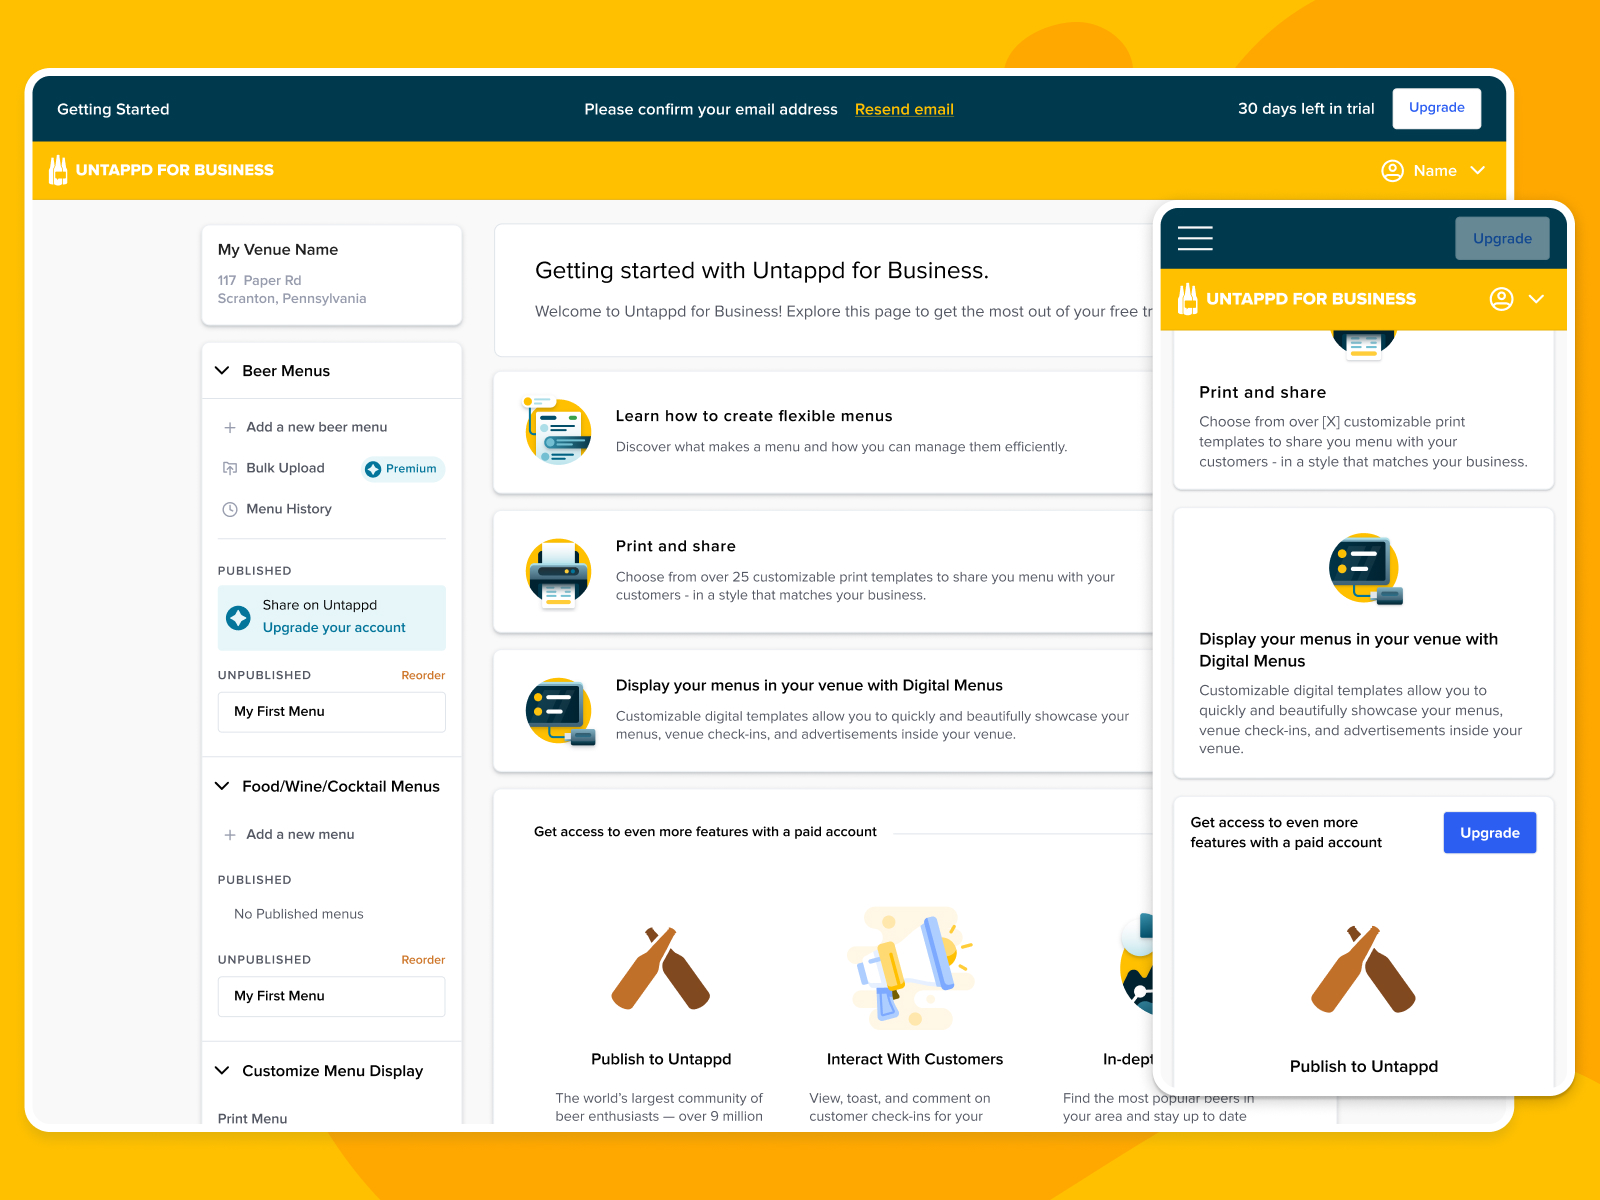 Getting Started
Please confirm your email address Resend email
30 days left in trial
Upgrade
UNTAPPD FOR BUSINESS
Name
My Venue Name
117 Paper Rd
Scranton, Pennsylvania
Beer Menus
Add a new beer menu
Bulk Upload
Premium
Menu History
PUBLISHED
Share on Untappd
Upgrade your account
UNPUBLISHED
Reorder
My First Menu
Food/Wine/Cocktail Menus
Add a new menu
PUBLISHED
No Published menus
UNPUBLISHED
Reorder
My First Menu
Customize Menu Display
Print Menu
Getting started with Untappd for Business.
Welcome to Untappd for Business! Explore this page to get the most out of your free tr
Learn how to create flexible menus
Discover what makes a menu and how you can manage them efficiently.
Print and share
Choose from over 25 customizable print templates to share you menu with your
customers - in a style that matches your business.
Display your menus in your venue with Digital Menus
Customizable digital templates allow you to quickly and beautifully showcase your
menus, venue check-ins, and advertisements inside your venue.
Get access to even more features with a paid account
Publish to Untappd
The world's largest community of
beer enthusiasts — over 9 million
Interact With Customers
View, toast, and comment on
customer check-ins for your
In-dept
Find the most popular beers in
your area and stay up to date
Upgrade
UNTAPPD FOR BUSINESS
Print and share
Choose from over [X] customizable print
templates to share you menu with your
customers - in a style that matches your business.
Display your menus in your venue with
Digital Menus
Customizable digital templates allow you to
quickly and beautifully showcase your menus,
venue check-ins, and advertisements inside your
venue.
Get access to even more
features with a paid account
Upgrade
Publish to Untappd